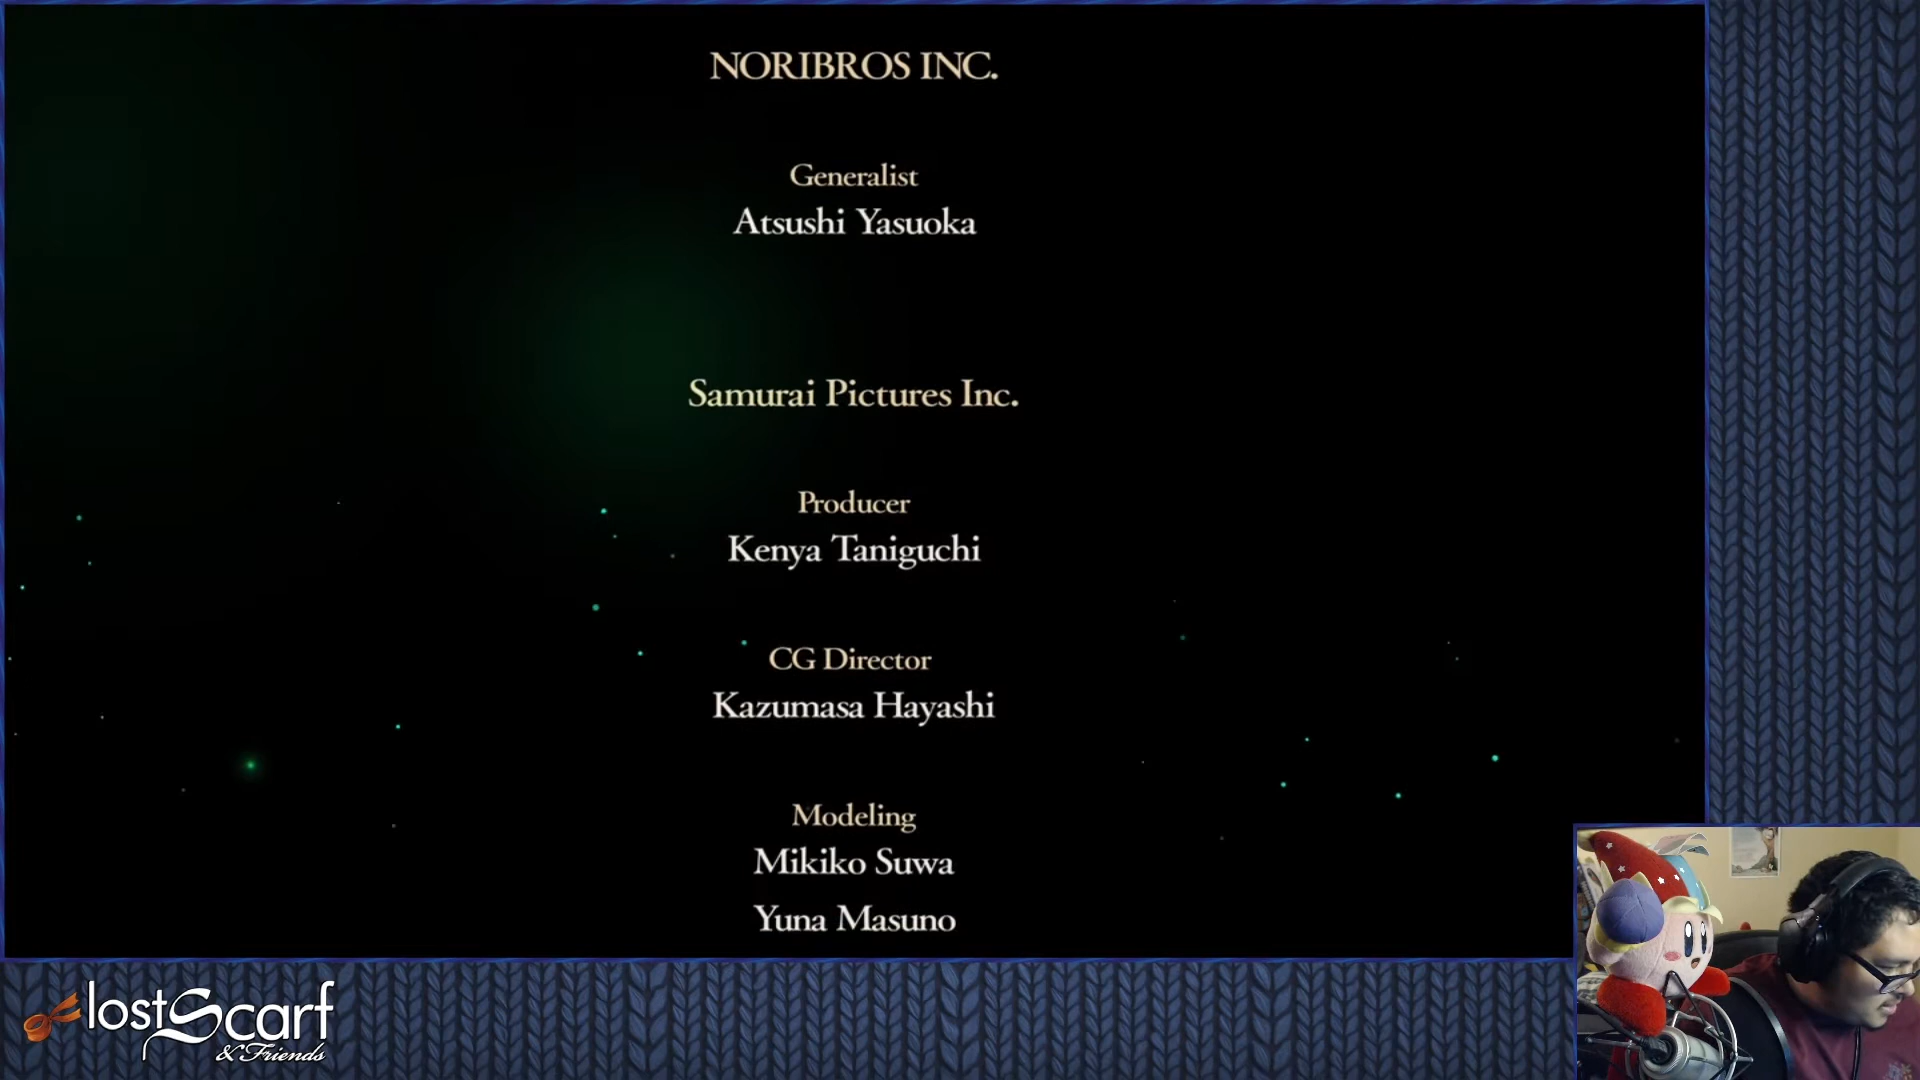 NORIBROS INC.
Generalist
Atsushi Yasuoka
Samurai Pictures Inc.
Producer
Kenya Taniguchi
CG Director
Kazumasa Hayashi
Modeling
Mikiko Suwa
Yuna Masuno
lostScarf
& Friends